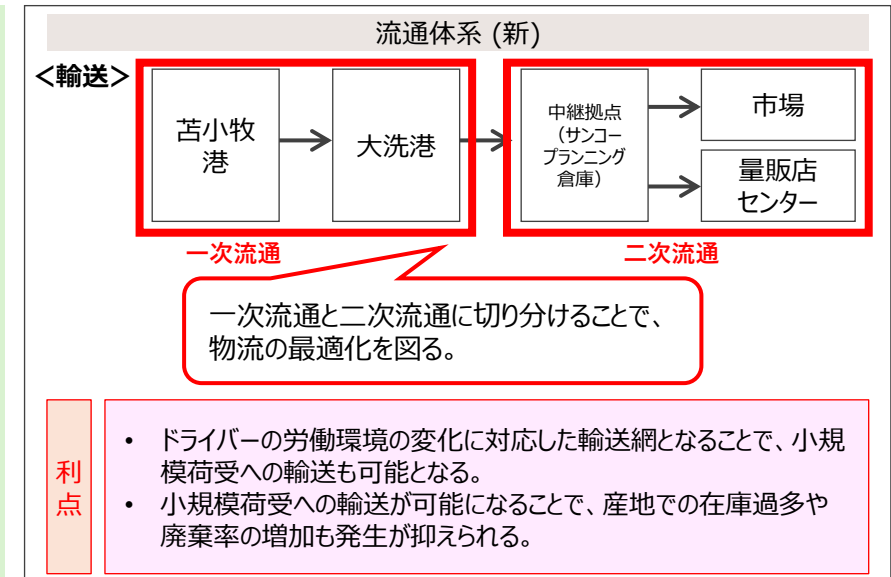 流通体系 (新)
<輸送>
苫小牧
港
大洗港
中継拠点
(サンコー
プランニング
倉庫)
市場
量販店
センター
一次流通
二次流通
一次流通と二次流通に切り分けることで、
物流の最適化を図る。
利
点
• ドライバーの労働環境の変化に対応した輸送網となることで、小規
模荷受への輸送も可能となる。
• 小規模荷受への輸送が可能になることで、産地での在庫過多や
廃棄率の増加も発生が抑えられる。